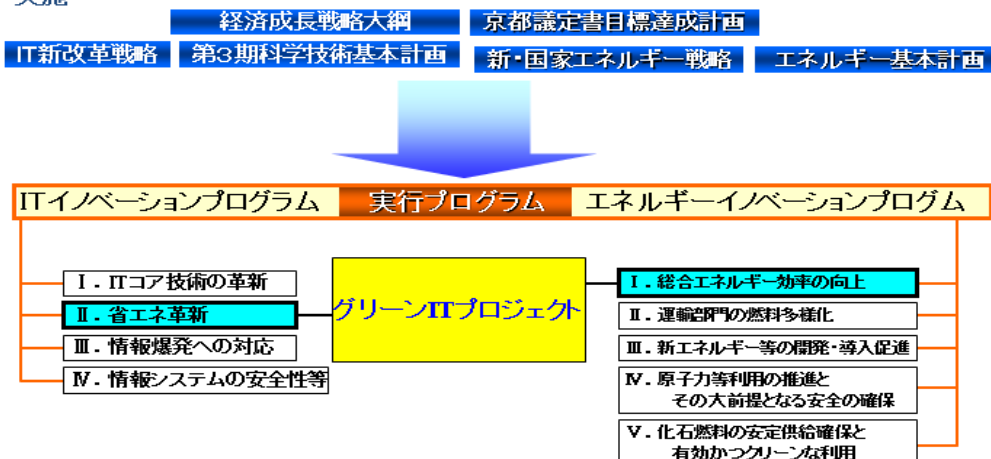 経済成長戦略大綱
京都議定書目標達成計画
IT新改革戦略
第3期科学技術基本計画
新・国家エネルギー戦略
エネルギー基本計画
ITイノベーションプログラム
実行プログラム
エネルギーイノベーションプログム
Ⅰ．ITコア技術の革新
Ⅱ．省エネ革新
Ⅲ．情報爆発への対応
Ⅳ．情報システムの安全性等
グリーンITプロジェクト
Ⅰ．総合エネルギー効率の向上
Ⅱ．運輸部門の燃料多様化
Ⅲ．新エネルギー等の開発・導入促進
Ⅳ．原子力等利用の推進と
その大前提となる安全の確保
Ⅴ．化石燃料の安定供給確保と
有効かつクリーンな利用